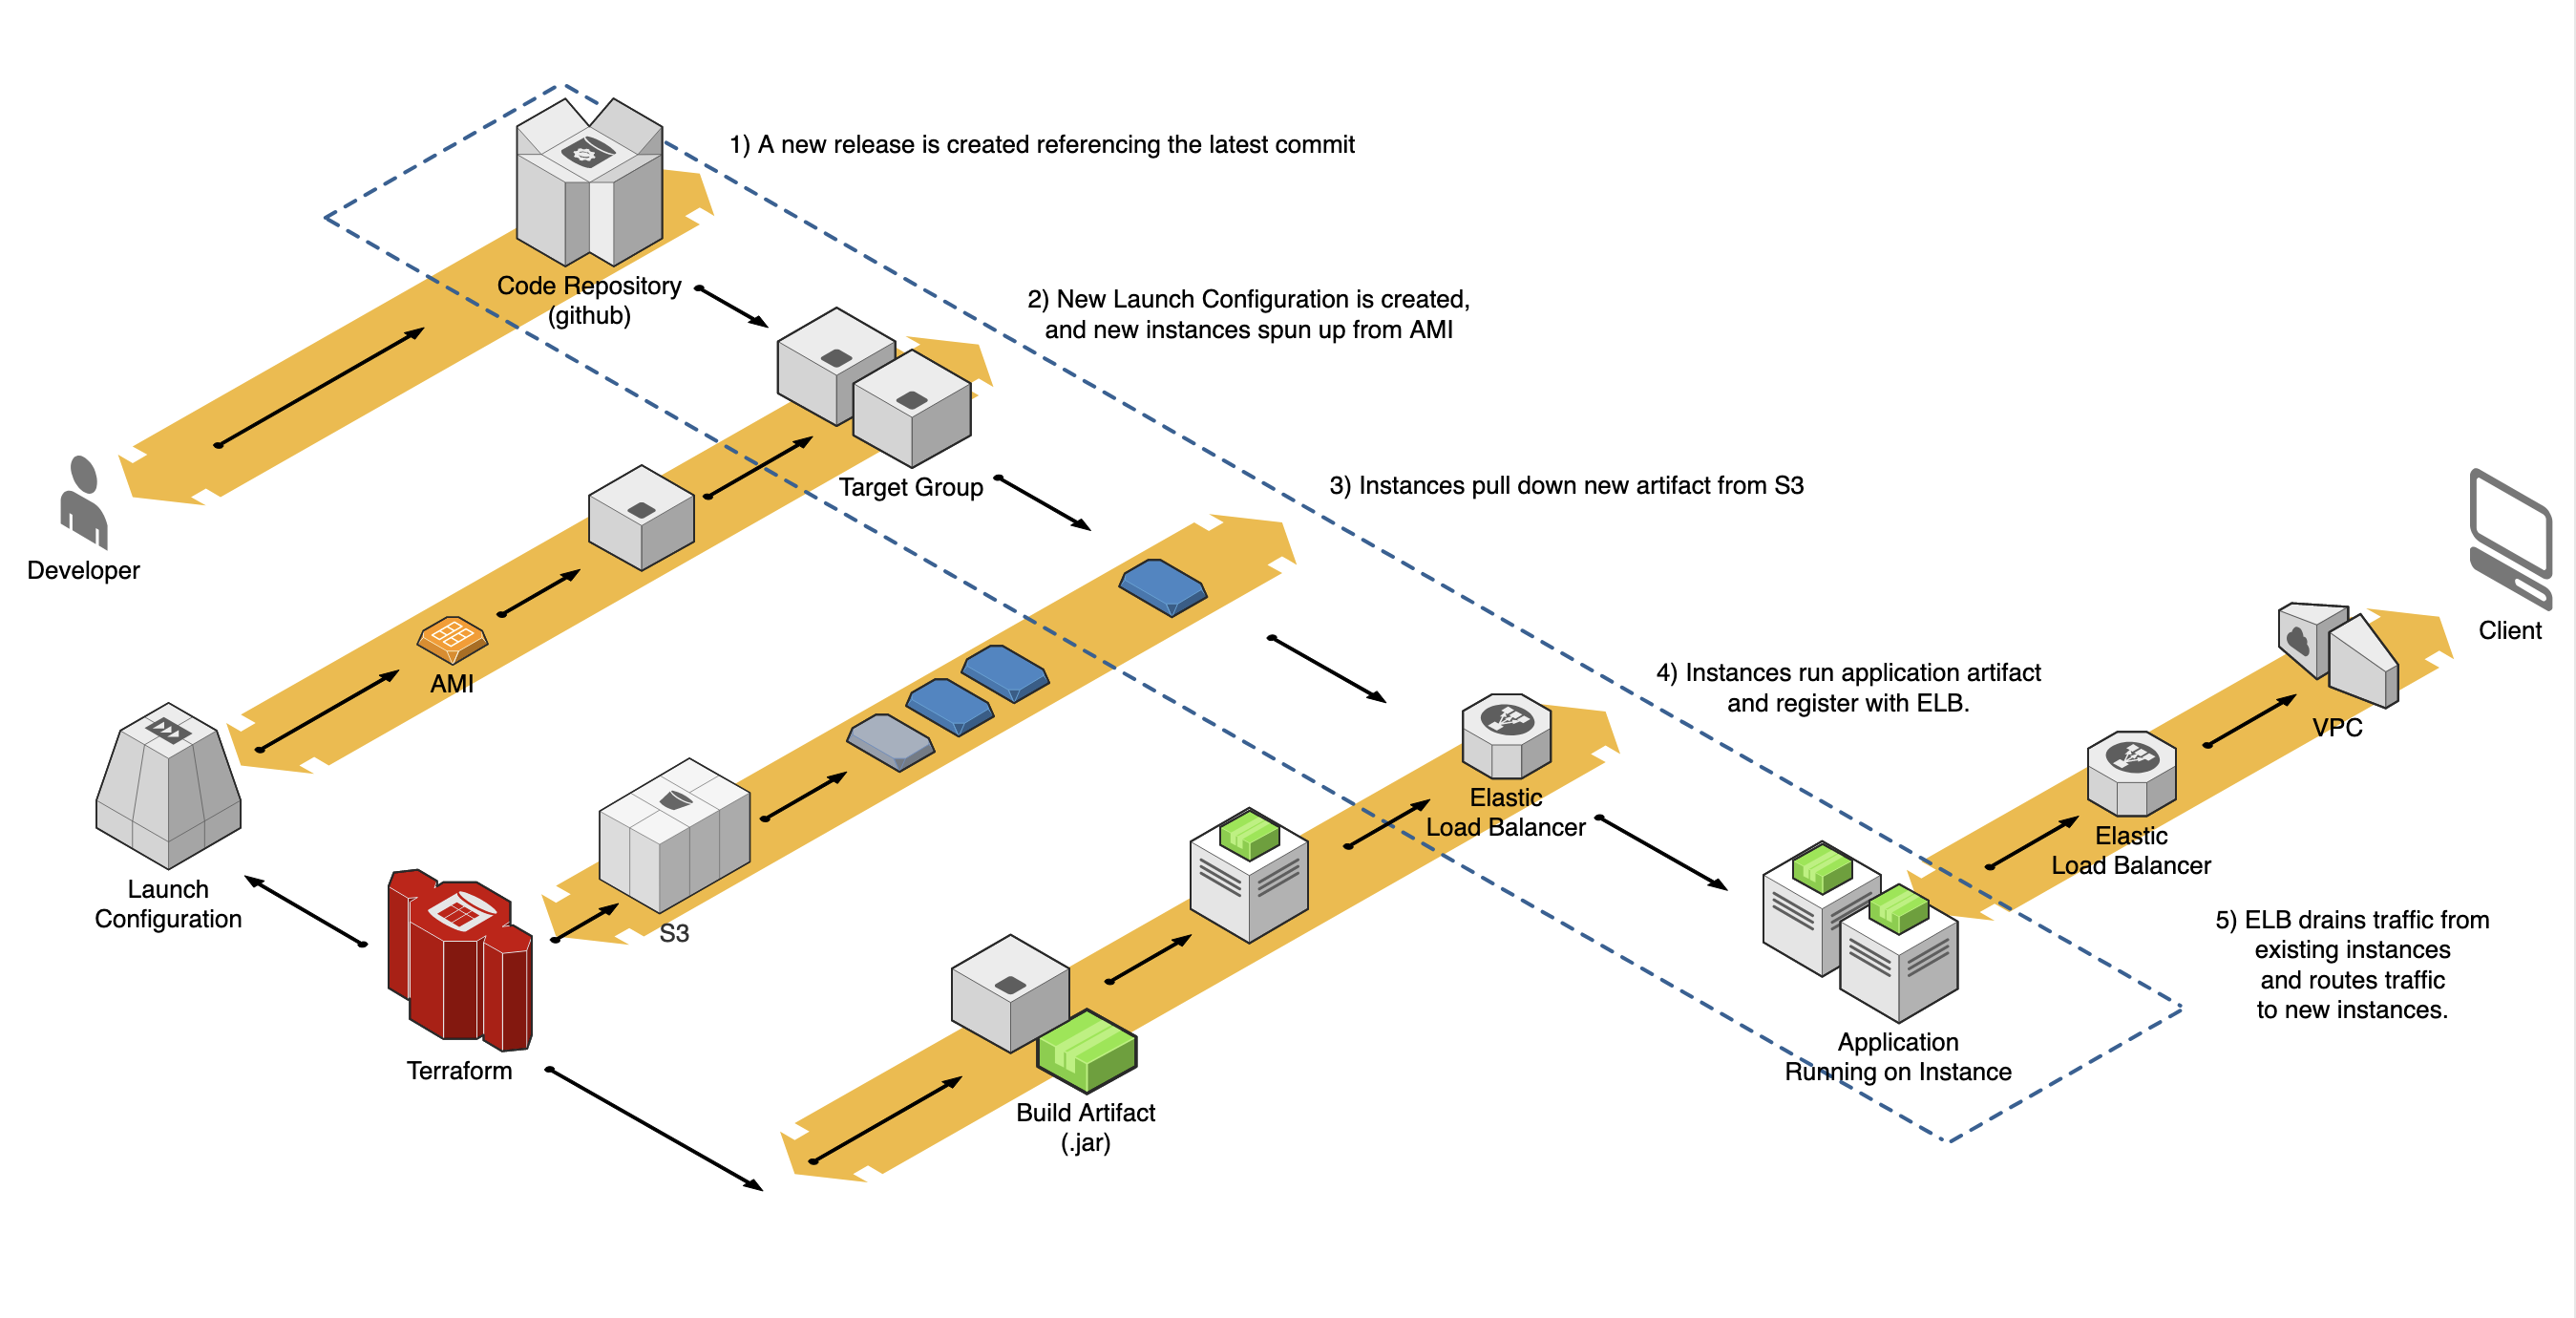 1) A new release is created referencing the latest commit
Code Repository
(github)
2) New Launch Configuration is created,
and new instances spun up from AMI
Target Group
3) Instances pull down new artifact from S3
Developer
Client
AMI
4) Instances run application artifact
and register with ELB.
VPC
Elastic
Load Balancer
Elastic
Load Balancer
Launch
Configuration
S3
5) ELB drains traffic from
existing instances
and routes traffic
to new instances.
Application
Running on Instance
Terraform
Build Artifact
(.jar)